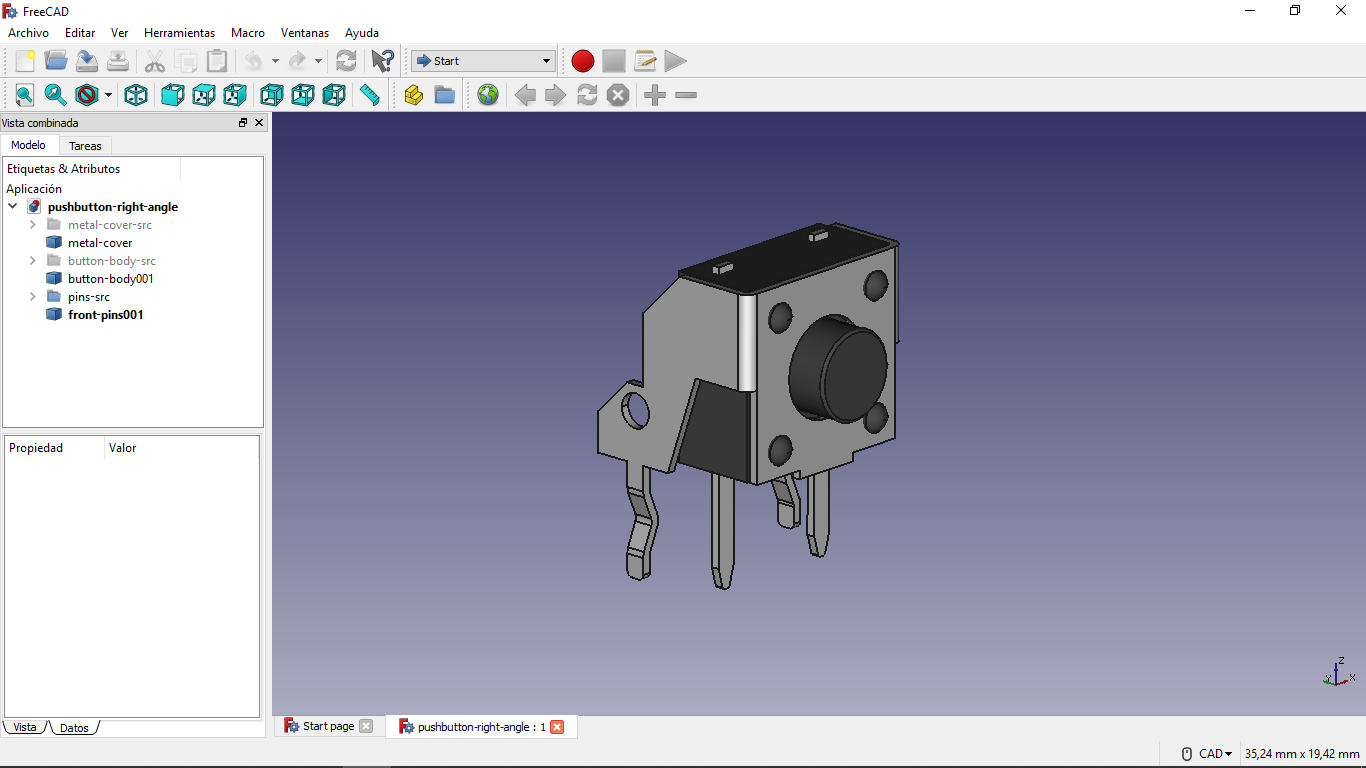 FreeCAD
Archivo Editar Ver Herramientas Macro Ventanas Ayuda
Start
Vista combinada
Modelo Tareas
Etiquetas & Atributos
Aplicación
pushbutton-right-angle
metal-cover-src
metal-cover
button-body-src
button-body001
pins-src
front-pins001
Propiedad Valor
Z
Y X
Vista Datos
Start page pushbutton-right-angle : 1
CAD 35,24 mm x 19,42 mm